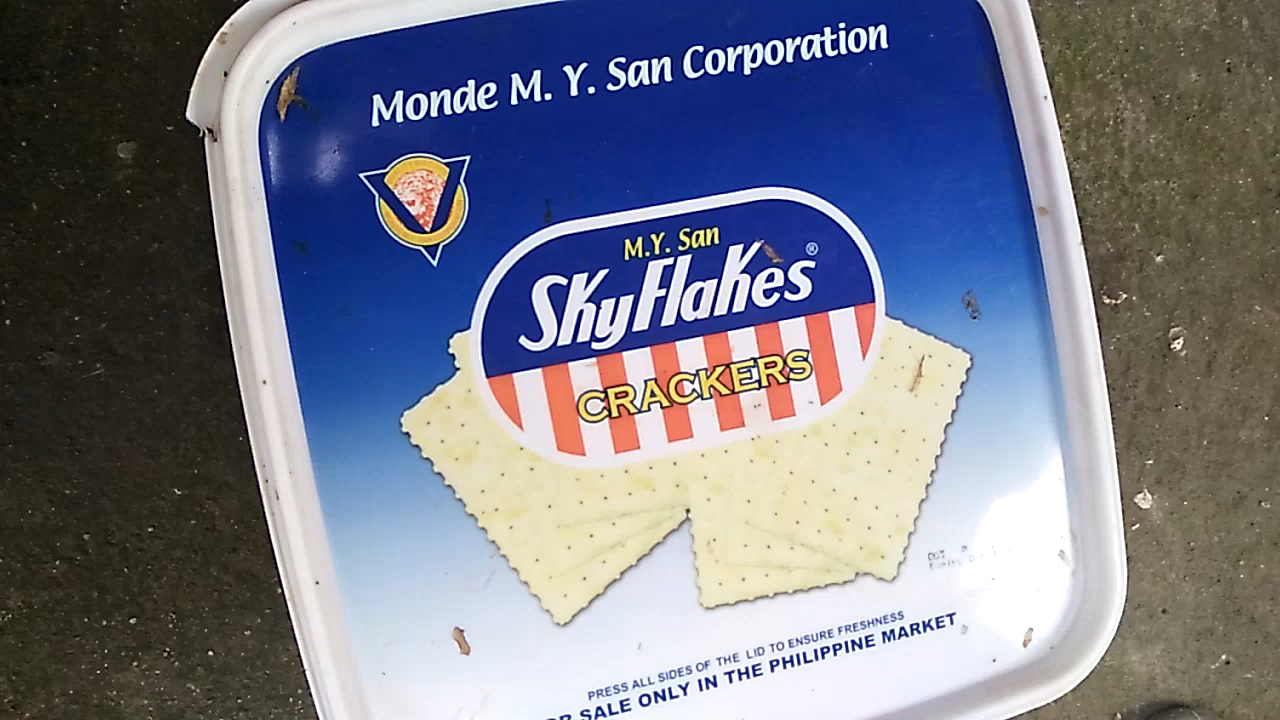 Monde M. Y. San Corporation
M.Y. San
SkyFlakes®
CRACKERS
PRESS ALL SIDES OF THE LID TO ENSURE FRESHNESS
SALE ONLY IN THE PHILIPPINE MARKET